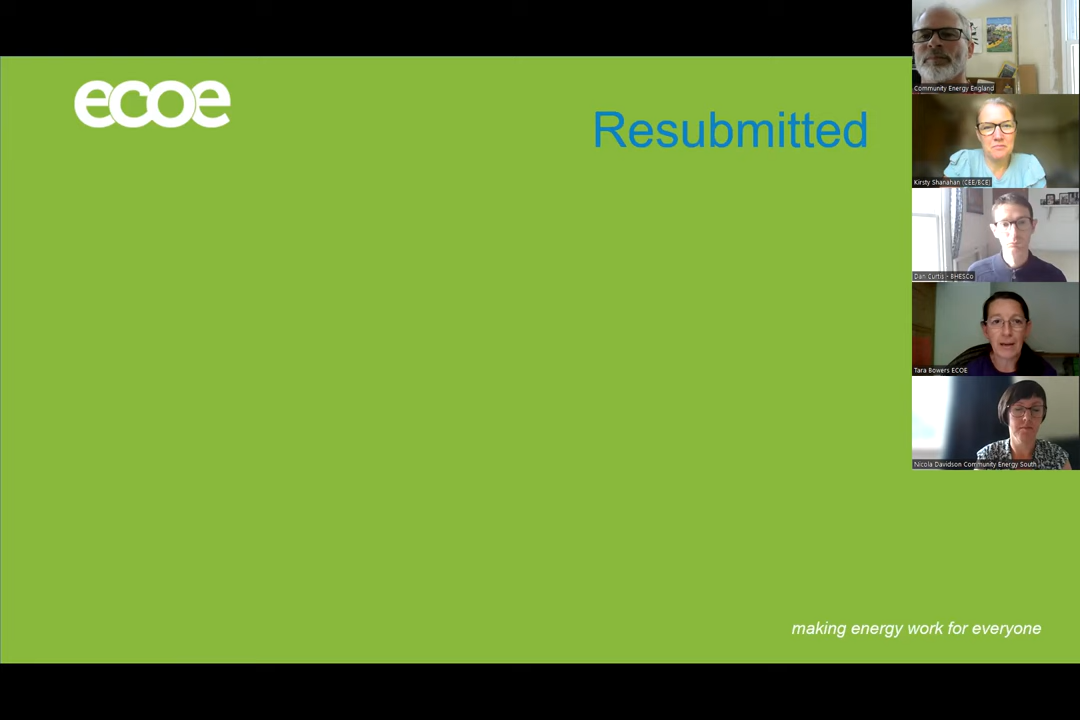 ecoe
Resubmitted
making energy work for everyone
Community Energy England
Kirsty Shanahan (CEE/BCE)
Dan Curtis - BHESCo
Tara Bowers ECOE
Nicola Davidson Community Energy South